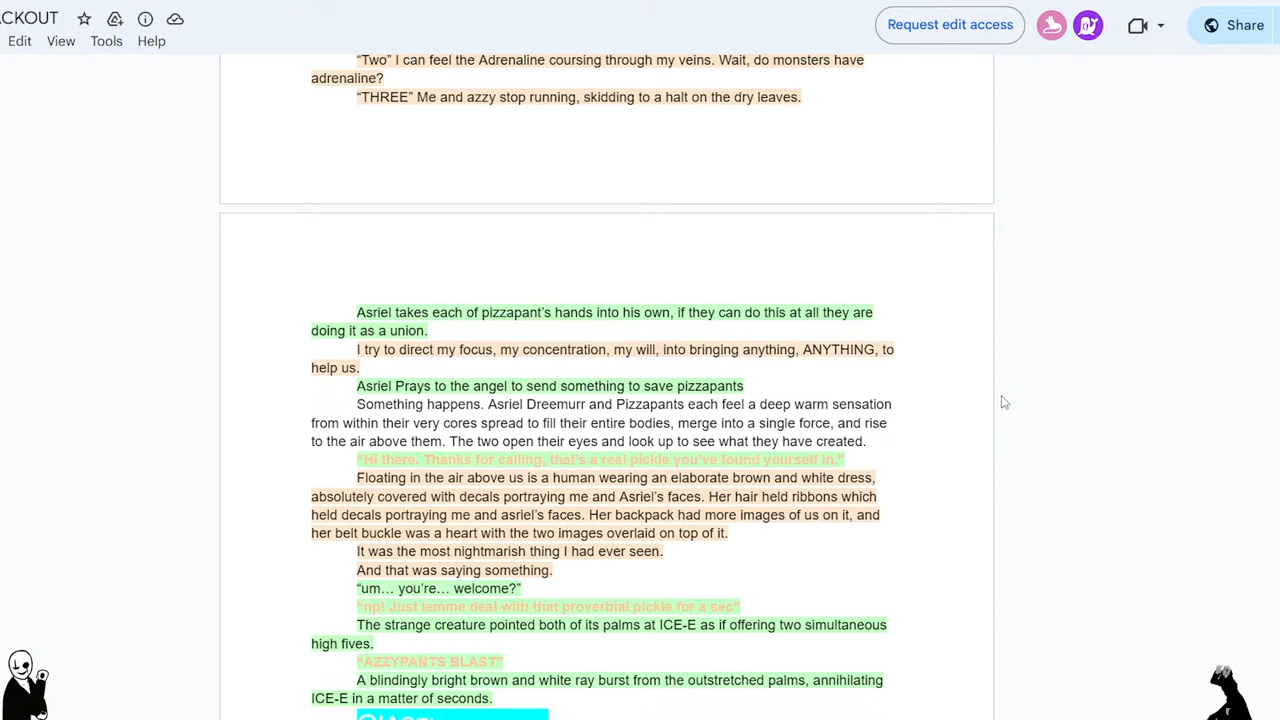 CKOUT
Edit View Tools Help
Request edit access
Share
“Two” I can feel the Adrenaline coursing through my veins. Wait, do monsters have
adrenaline?
“THREE” Me and azzy stop running, skidding to a halt on the dry leaves.
Asriel takes each of pizzapant’s hands into his own, if they can do this at all they are
doing it as a union.
I try to direct my focus, my concentration, my will, into bringing anything, ANYTHING, to
help us.
Asriel Prays to the angel to send something to save pizzapants
Something happens. Asriel Dreemurr and Pizzapants each feel a deep warm sensation
from within their very cores spread to fill their entire bodies, merge into a single force, and rise
to the air above them. The two open their eyes and look up to see what they have created.
“Hi there. Thanks for calling, that’s a real pickle you’ve found yourself in.”
Floating in the air above us is a human wearing an elaborate brown and white dress,
absolutely covered with decals portraying me and Asriel’s faces. Her hair held ribbons which
held decals portraying me and asriel’s faces. Her backpack had more images of us on it, and
her belt buckle was a heart with the two images overlaid on top of it.
It was the most nightmarish thing I had ever seen.
And that was saying something.
“um… you’re… welcome?”
“np! Just lemme deal with that proverbial pickle for a sec”
The strange creature pointed both of its palms at ICE-E as if offering two simultaneous
high fives.
“AZZYPANTS BLAST”
A blindingly bright brown and white ray burst from the outstretched palms, annihilating
ICE-E in a matter of seconds.